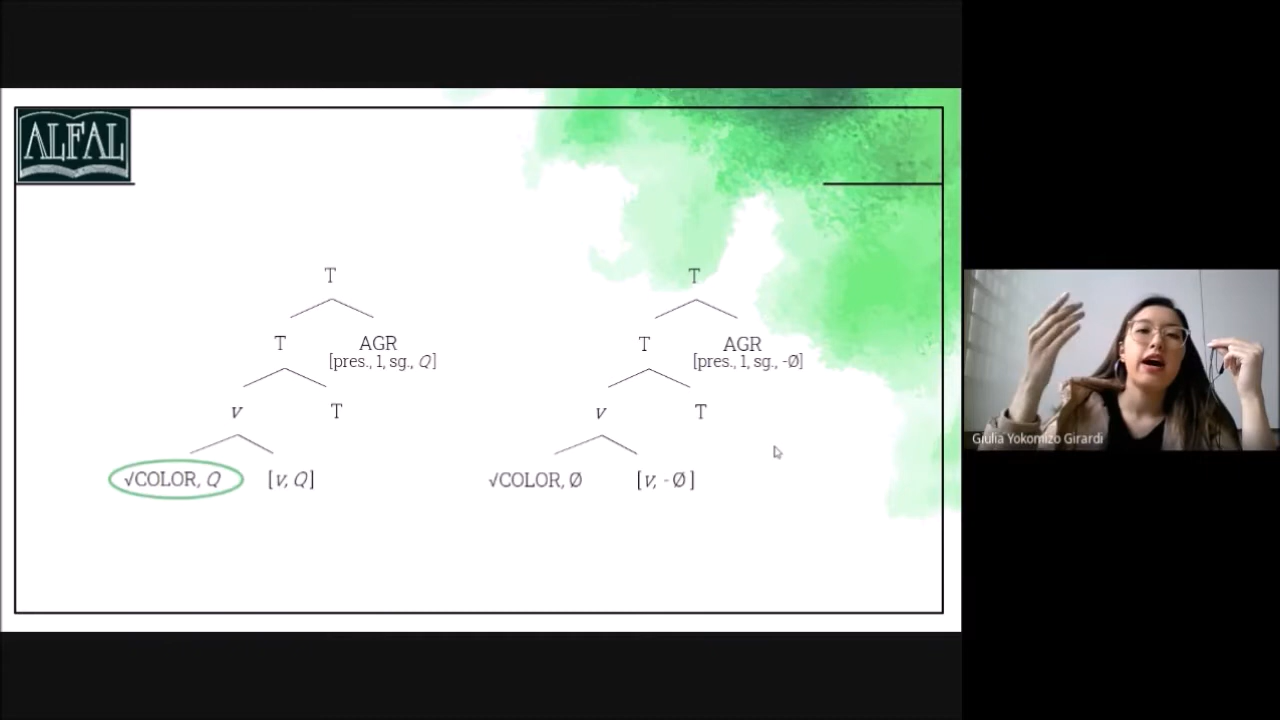 ALFAL
T
T
T
AGR
[pres., 1, sg., Q]
T
AGR
[pres., 1, sg., -Ø]
v
T
v
T
√COLOR, Q
[v, Q]
√COLOR, Ø
[v, -Ø]
Giulia Yokomizo Girardi